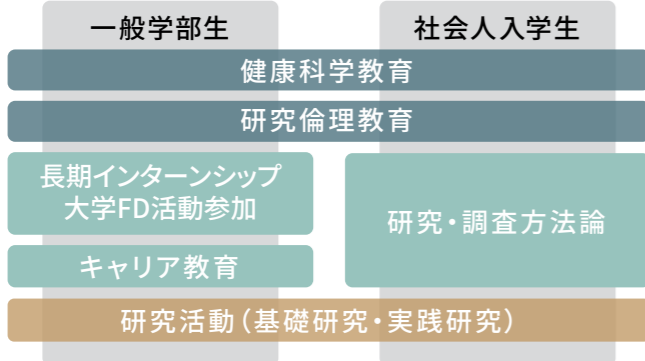 一般学部生
社会人入学生
健康科学教育
研究倫理教育
長期インターンシップ
大学FD活動参加
研究・調査方法論
キャリア教育
研究活動（基礎研究・実践研究）